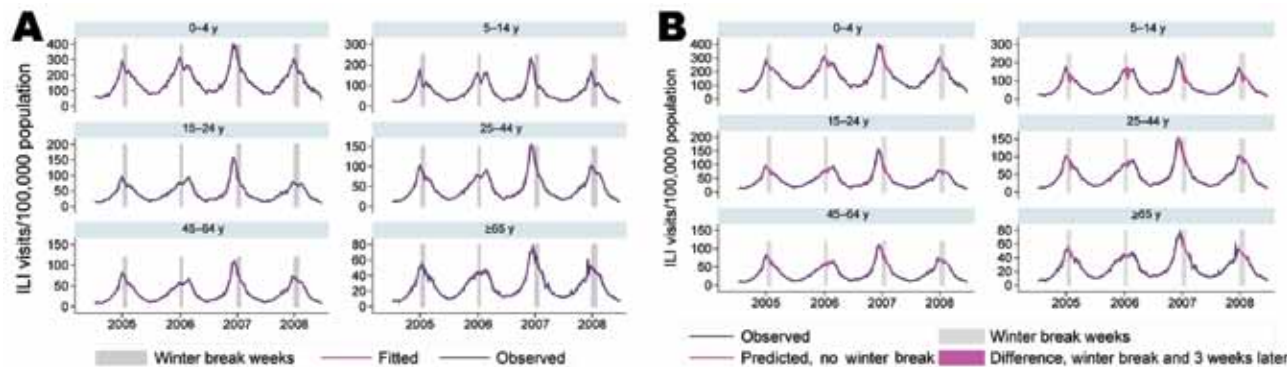 A
ILI visits/100,000 population
0–4 y
5–14 y
400
300
200
100
0
300
200
100
0
15–24 y
25–44 y
200
150
100
50
0
150
100
50
0
45–64 y
≥65 y
150
100
50
0
80
60
40
20
0
2005 2006 2007 2008
2005 2006 2007 2008
Winter break weeks Fitted Observed
B
ILI visits/100,000 population
0–4 y
5–14 y
400
300
200
100
0
300
200
100
0
15–24 y
25–44 y
200
150
100
50
0
150
100
50
0
45–64 y
≥65 y
150
100
50
0
80
60
40
20
0
2005 2006 2007 2008
2005 2006 2007 2008
Observed Winter break weeks
Predicted, no winter break Difference, winter break and 3 weeks later